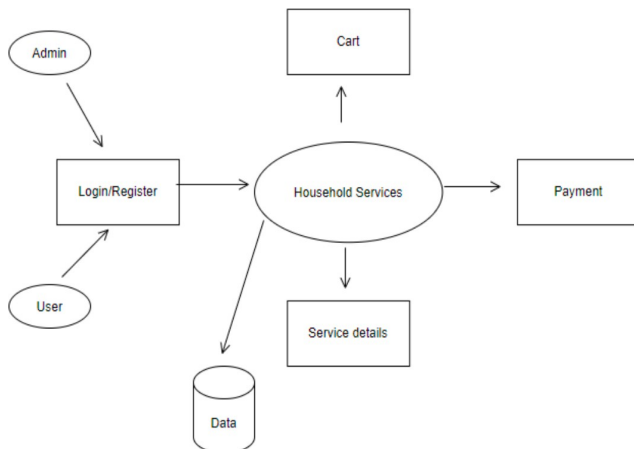 Admin
Cart
Login/Register
Household Services
Payment
User
Service details
Data